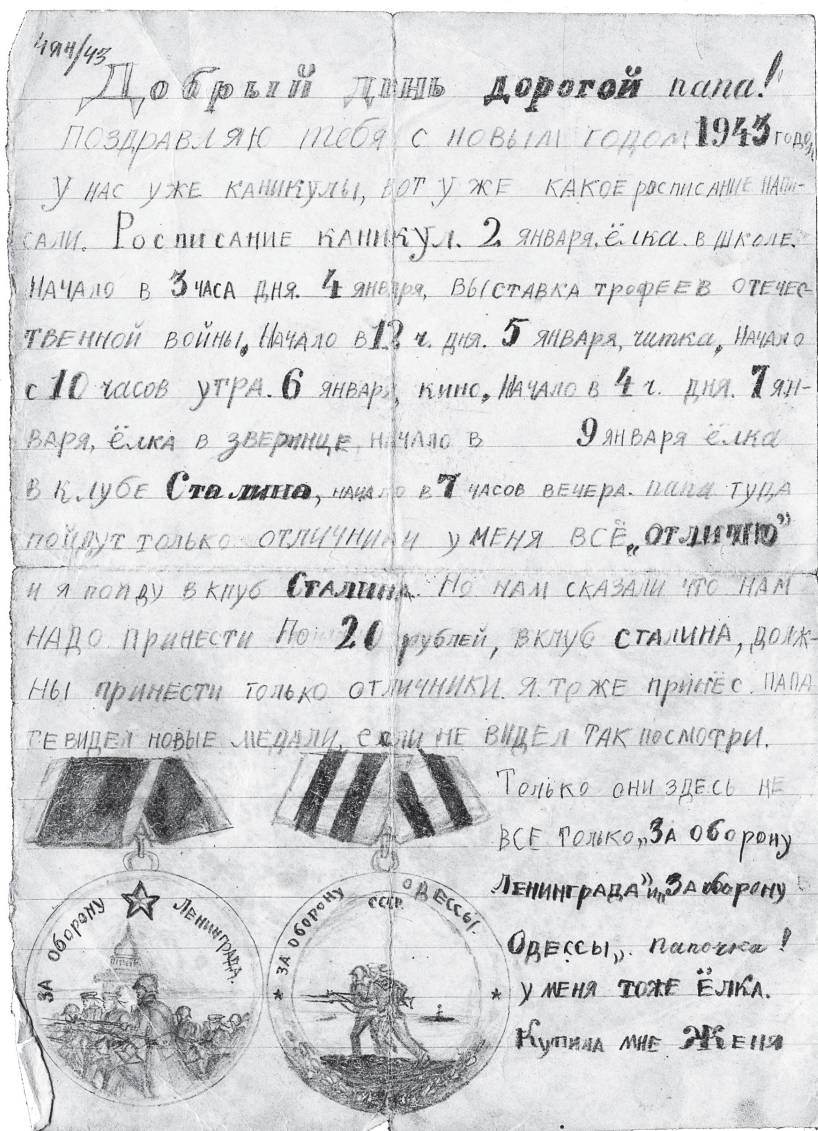 4 ян/43
Добрый день дорогой папа!
Поздравляю тебя с новым годом 1943 годом
У нас уже каникулы, вот уже какое росписание напи-
сали. Росписание каникул. 2 января, ёлка в школе.
Начало в 3 часа дня. 4 января, выставка трофеев отечес-
твенной войны, Начало в 12 ч. дня. 5 января, читка, Начало
с 10 часов утра. 6 января, кино, Начало в 4 ч. дня. 7 ян-
варя, ёлка в зверинце начало в 9 января ёлка
в клубе Сталина, начало в 7 часов вечера. папа туда
пойдут только отличники у меня всё „отлично”
и я пойду в клуб Сталина. Но нам сказали что нам
надо принести По 20 рублей, в клуб Сталина, долж-
ны принести только отличники. Я тоже принёс. Папа
те видел новые медали, если не видел так посмотри.
Только они здесь не
все только „За оборону
Ленинграда” и „За оборону
Одессы„. Папочка!
у меня тоже ёлка.
Купила мне Женя
За оборону Ленинграда.
За оборону Одессы.
СССР